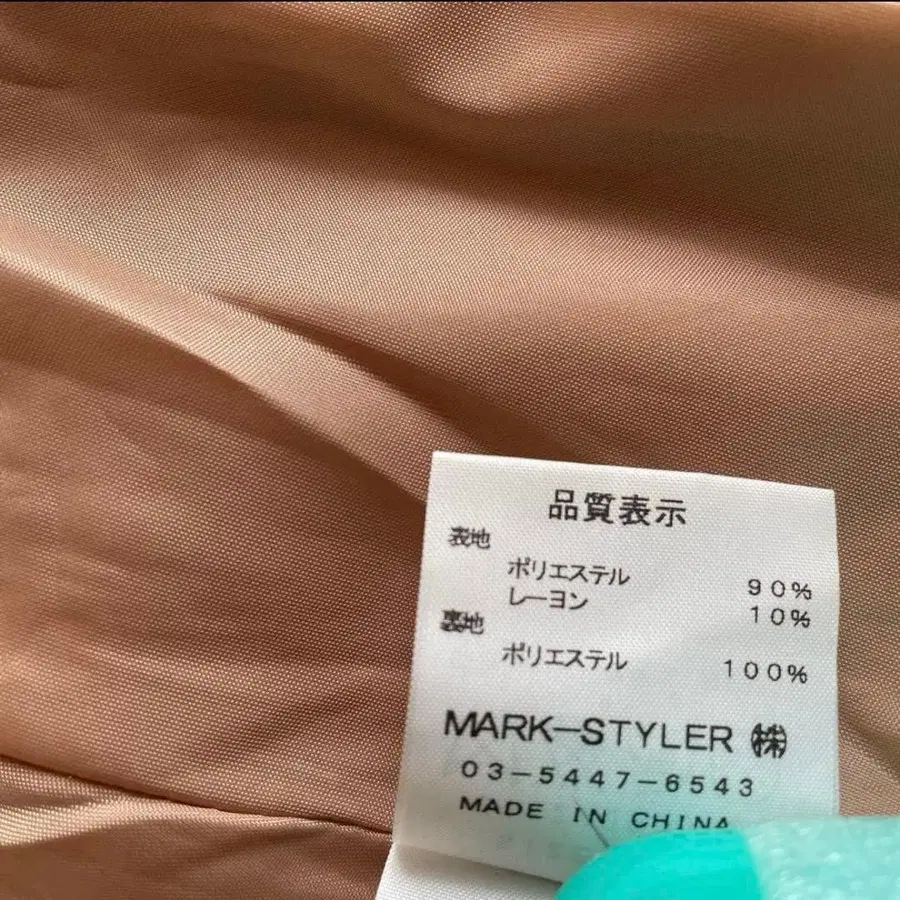 品質表示
表地
ポリエステル 90%
レーヨン 10%
裏地
ポリエステル 100%
MARK-STYLER ㈱
03-5447-6543
MADE IN CHINA